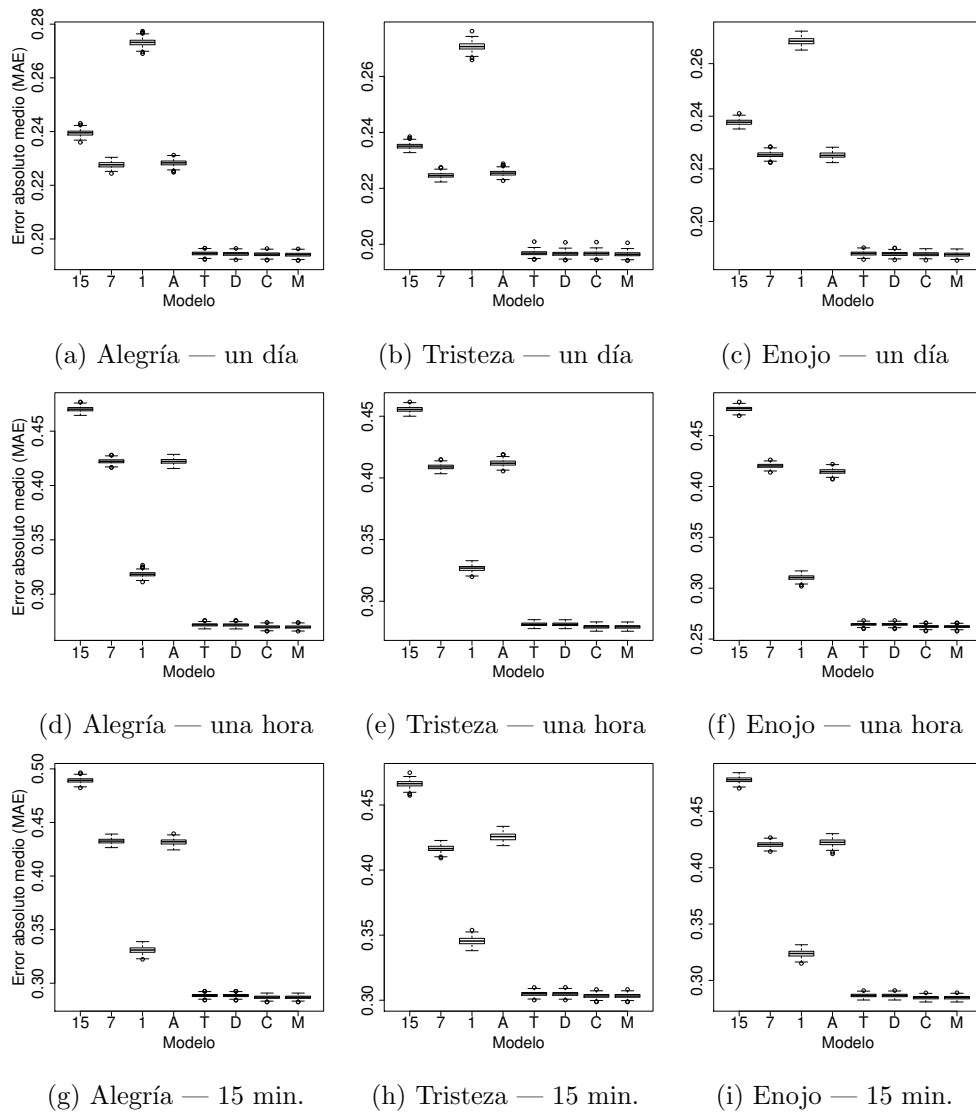 Error absoluto medio (MAE)
0.28
0.26
0.24
0.22
0.20
15 7 1 A T D C M
Modelo
(a) Alegría — un día
0.26
0.24
0.22
0.20
15 7 1 A T D C M
Modelo
(b) Tristeza — un día
0.26
0.24
0.22
0.20
15 7 1 A T D C M
Modelo
(c) Enojo — un día
Error absoluto medio (MAE)
0.45
0.40
0.35
0.30
15 7 1 A T D C M
Modelo
(d) Alegría — una hora
0.45
0.40
0.35
0.30
15 7 1 A T D C M
Modelo
(e) Tristeza — una hora
0.45
0.40
0.35
0.30
0.25
15 7 1 A T D C M
Modelo
(f) Enojo — una hora
Error absoluto medio (MAE)
0.50
0.45
0.40
0.35
0.30
15 7 1 A T D C M
Modelo
(g) Alegría — 15 min.
0.45
0.40
0.35
0.30
15 7 1 A T D C M
Modelo
(h) Tristeza — 15 min.
0.45
0.40
0.35
0.30
15 7 1 A T D C M
Modelo
(i) Enojo — 15 min.